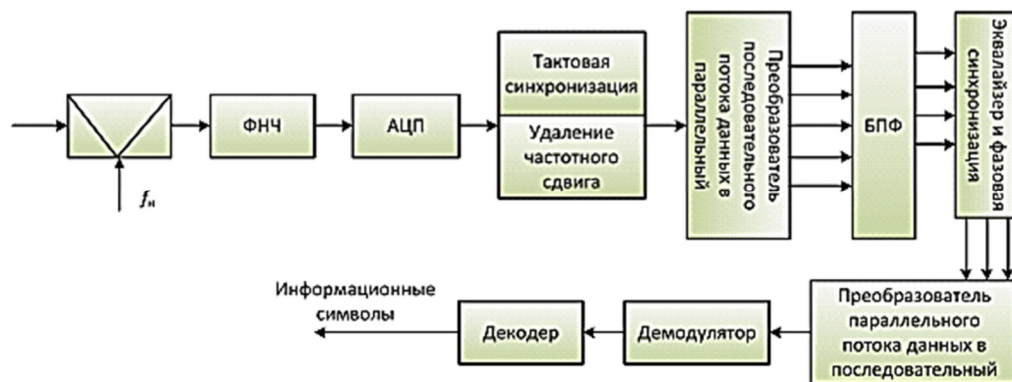 Тактовая
синхронизация
Удаление
частотного
сдвига
ФНЧ
АЦП
Преобразователь
последовательного
потока данных в
параллельный
БПФ
Эквалайзер и фазовая
синхронизация
fн
Информационные
символы
Декодер
Демодулятор
Преобразователь
параллельного
потока данных в
последовательный